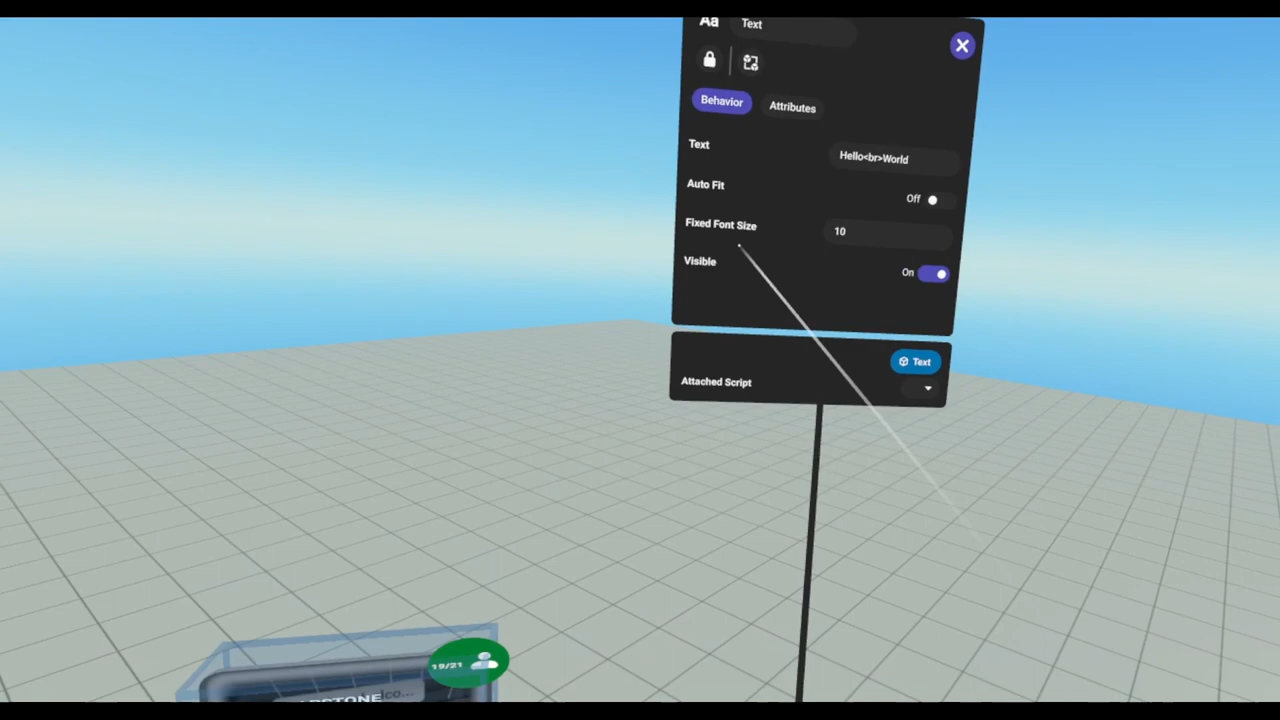 Aa Text
Behavior Attributes
Text Hello<br>World
Auto Fit Off
Fixed Font Size 10
Visible On
Text
Attached Script
19/21